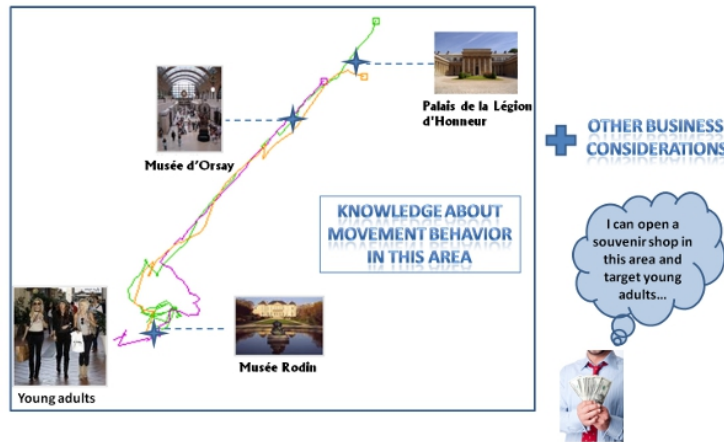 Palais de la Légion
d'Honneur
Musée d'Orsay
KNOWLEDGE ABOUT
MOVEMENT BEHAVIOR
IN THIS AREA
Musée Rodin
Young adults
OTHER BUSINESS
CONSIDERATIONS
I can open a
souvenir shop in
this area and
target young
adults...